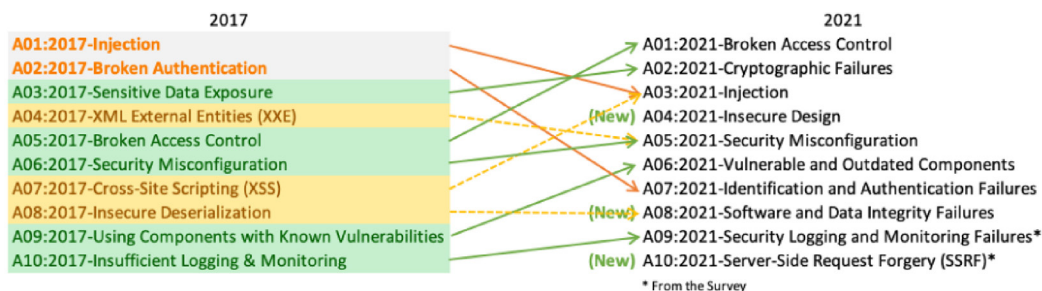 2017
A01:2017-Injection
A02:2017-Broken Authentication
A03:2017-Sensitive Data Exposure
A04:2017-XML External Entities (XXE)
A05:2017-Broken Access Control
A06:2017-Security Misconfiguration
A07:2017-Cross-Site Scripting (XSS)
A08:2017-Insecure Deserialization
A09:2017-Using Components with Known Vulnerabilities
A10:2017-Insufficient Logging & Monitoring
2021
A01:2021-Broken Access Control
A02:2021-Cryptographic Failures
A03:2021-Injection
(New) A04:2021-Insecure Design
A05:2021-Security Misconfiguration
A06:2021-Vulnerable and Outdated Components
A07:2021-Identification and Authentication Failures
(New) A08:2021-Software and Data Integrity Failures
A09:2021-Security Logging and Monitoring Failures*
(New) A10:2021-Server-Side Request Forgery (SSRF)*
* From the Survey